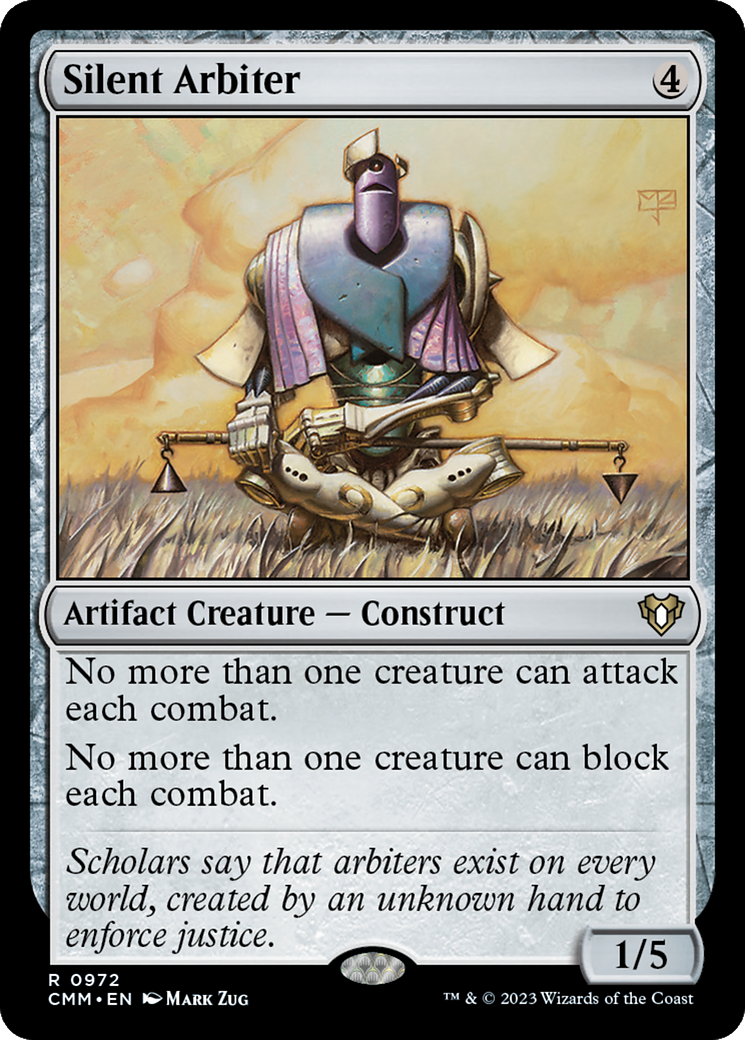 Silent Arbiter 4
Artifact Creature — Construct
No more than one creature can attack
each combat.
No more than one creature can block
each combat.
Scholars say that arbiters exist on every
world, created by an unknown hand to
enforce justice.
1/5
R 0972
CMM • EN Mark Zug
™ & © 2023 Wizards of the Coast